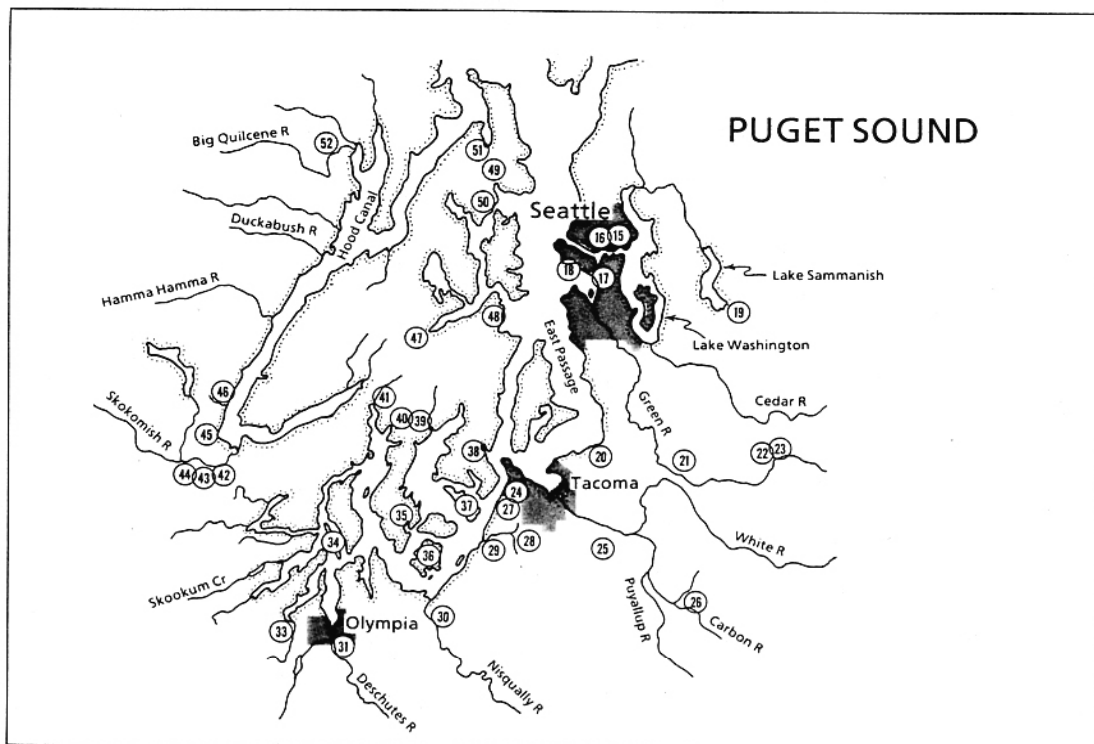 PUGET SOUND
Big Quilcene R
52
51
49
50
Seattle
16 15
Duckabush R
Hood Canal
18
17
Lake Sammanish
Hamma Hamma R
19
48
47
East Passage
Lake Washington
46
41
40 39
Green R
Cedar R
Skokomish R
45
44 43 42
38
20
21
22 23
Tacoma
24
27
37
35
34
36
29
28
25
White R
Skookum Cr
26
Carbon R
Puyallup R
30
33
Olympia
31
Nisqually R
Deschutes R